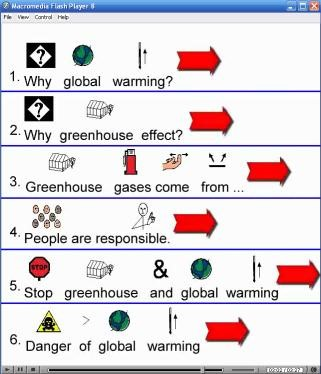 Macromedia Flash Player 8
File View Control Help
1. Why global warming?
2. Why greenhouse effect?
3. Greenhouse gases come from ...
4. People are responsible.
STOP &
5. Stop greenhouse and global warming
6. Danger of global warming